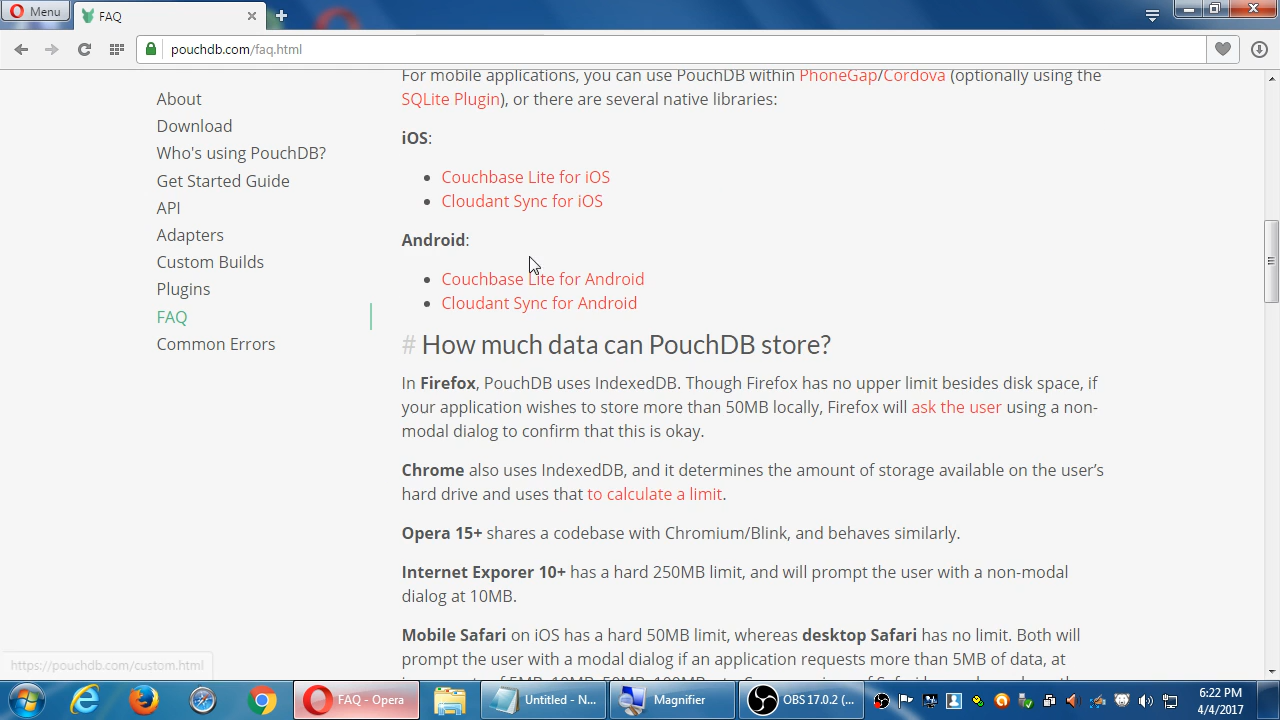 Menu
FAQ
pouchdb.com/faq.html
About
Download
Who's using PouchDB?
Get Started Guide
API
Adapters
Custom Builds
Plugins
FAQ
Common Errors
For mobile applications, you can use PouchDB within PhoneGap/Cordova (optionally using the
SQLite Plugin), or there are several native libraries:
iOS:
Couchbase Lite for iOS
Cloudant Sync for iOS
Android:
Couchbase Lite for Android
Cloudant Sync for Android
# How much data can PouchDB store?
In Firefox, PouchDB uses IndexedDB. Though Firefox has no upper limit besides disk space, if
your application wishes to store more than 50MB locally, Firefox will ask the user using a non-
modal dialog to confirm that this is okay.
Chrome also uses IndexedDB, and it determines the amount of storage available on the user's
hard drive and uses that to calculate a limit.
Opera 15+ shares a codebase with Chromium/Blink, and behaves similarly.
Internet Exporer 10+ has a hard 250MB limit, and will prompt the user with a non-modal
dialog at 10MB.
Mobile Safari on iOS has a hard 50MB limit, whereas desktop Safari has no limit. Both will
prompt the user with a modal dialog if an application requests more than 5MB of data, at
https://pouchdb.com/custom.html
FAQ - Opera
Untitled - N...
Magnifier
OBS 17.0.2 (...
6:22 PM
4/4/2017